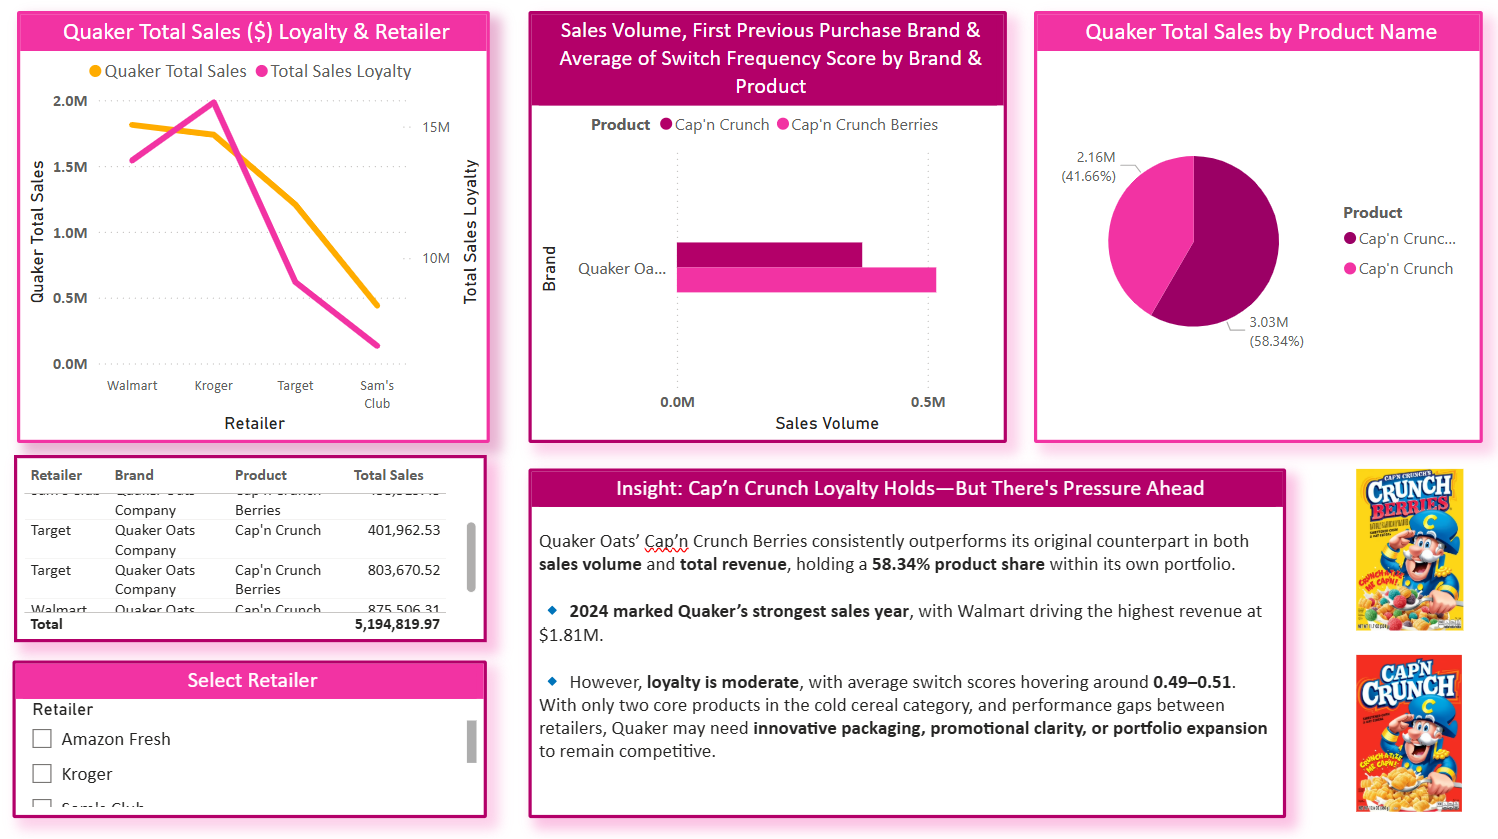 Quaker Total Sales ($) Loyalty & Retailer
Quaker Total Sales Total Sales Loyalty
2.0M
1.5M
1.0M
0.5M
0.0M
15M
10M
Quaker Total Sales
Total Sales Loyalty
Walmart Kroger Target Sam's
Club
Retailer
Sales Volume, First Previous Purchase Brand &
Average of Switch Frequency Score by Brand &
Product
Product Cap'n Crunch Cap'n Crunch Berries
Brand
Quaker Oa...
0.0M 0.5M
Sales Volume
Quaker Total Sales by Product Name
2.16M
(41.66%)
3.03M
(58.34%)
Product
Cap'n Crunc...
Cap'n Crunch
Retailer Brand Product Total Sales
Company Berries
Target Quaker Oats Cap'n Crunch 401,962.53
Company
Target Quaker Oats Cap'n Crunch 803,670.52
Company Berries
Walmart Quaker Oats Cap'n Crunch 875,506.31
Total 5,194,819.97
Select Retailer
Retailer
Amazon Fresh
Kroger
Sam's Club
Insight: Cap’n Crunch Loyalty Holds—But There's Pressure Ahead
Quaker Oats’ Cap’n Crunch Berries consistently outperforms its original counterpart in both
sales volume and total revenue, holding a 58.34% product share within its own portfolio.
2024 marked Quaker’s strongest sales year, with Walmart driving the highest revenue at
$1.81M.
However, loyalty is moderate, with average switch scores hovering around 0.49–0.51.
With only two core products in the cold cereal category, and performance gaps between
retailers, Quaker may need innovative packaging, promotional clarity, or portfolio expansion
to remain competitive.
CAP'N CRUNCH'S
CRUNCH
BERRIES
C
CRUNCH-A-TIZE
ME CAP'N!
CAP'N
CRUNCH
C
CRUNCH-A-TIZE
ME CAP'N!